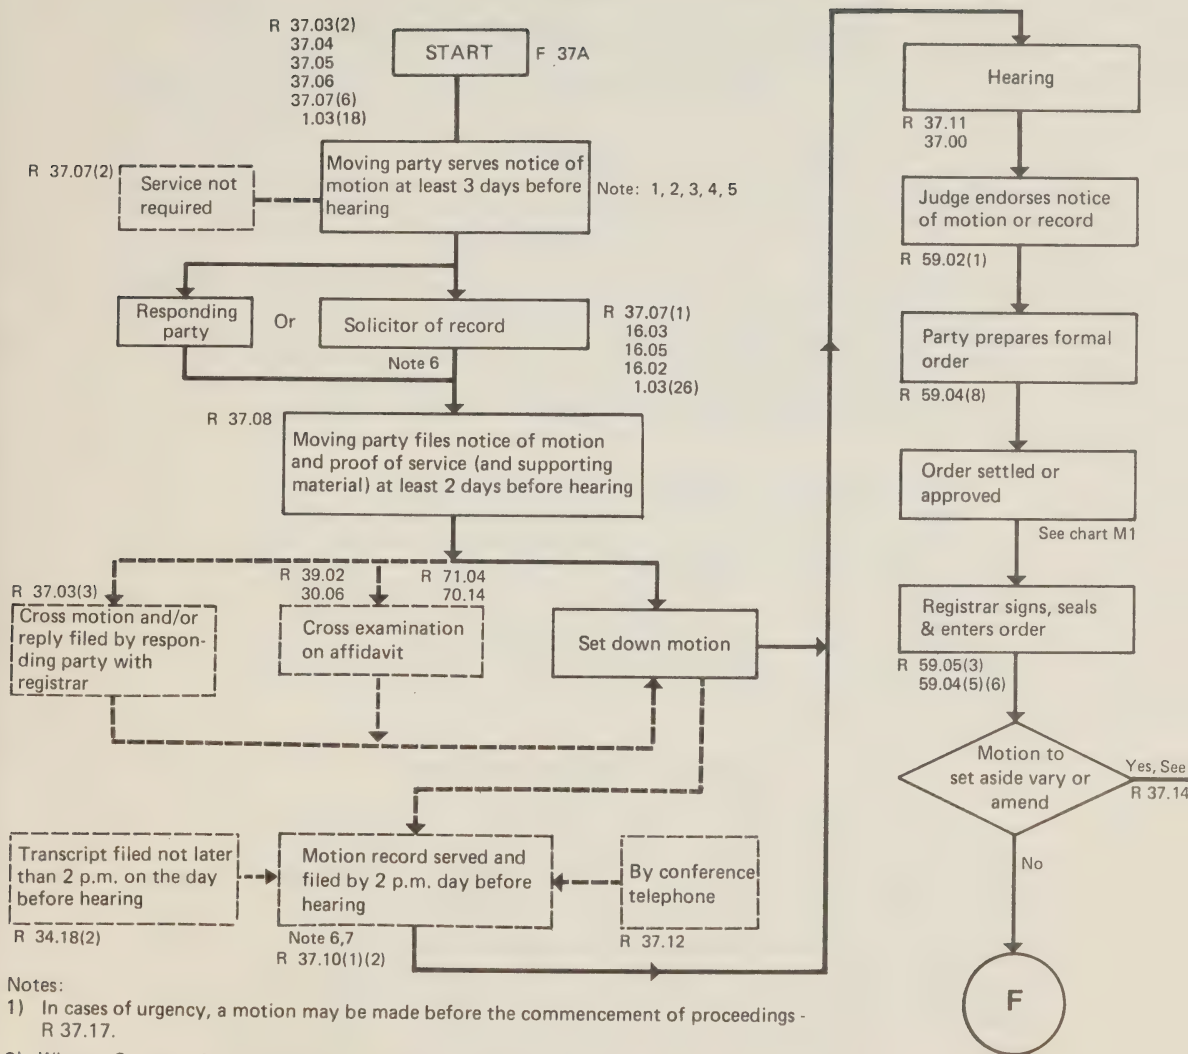 R 37.03(2)
37.04
37.05
37.06
37.07(6)
1.03(18)
START
F 37A
R 37.07(2)
Service not
required
Moving party serves notice of
motion at least 3 days before
hearing
Note: 1, 2, 3, 4, 5
Responding
party
Or
Solicitor of record
Note 6
R 37.07(1)
16.03
16.05
16.02
1.03(26)
R 37.08
Moving party files notice of motion
and proof of service (and supporting
material) at least 2 days before hearing
R 37.03(3)
Cross motion and/or
reply filed by respon-
ding party with
registrar
R 39.02
30.06
Cross examination
on affidavit
R 71.04
70.14
Set down motion
Transcript filed not later
than 2 p.m. on the day
before hearing
R 34.18(2)
Motion record served and
filed by 2 p.m. day before
hearing
Note 6,7
R 37.10(1)(2)
By conference
telephone
R 37.12
Hearing
R 37.11
37.00
Judge endorses notice
of motion or record
R 59.02(1)
Party prepares formal
order
R 59.04(8)
Order settled or
approved
See chart M1
Registrar signs, seals
& enters order
R 59.05(3)
59.04(5)(6)
Motion to
set aside vary or
amend
Yes, See
R 37.14
No
F
Notes:
1) In cases of urgency, a motion may be made before the commencement of proceedings -
R 37.17.